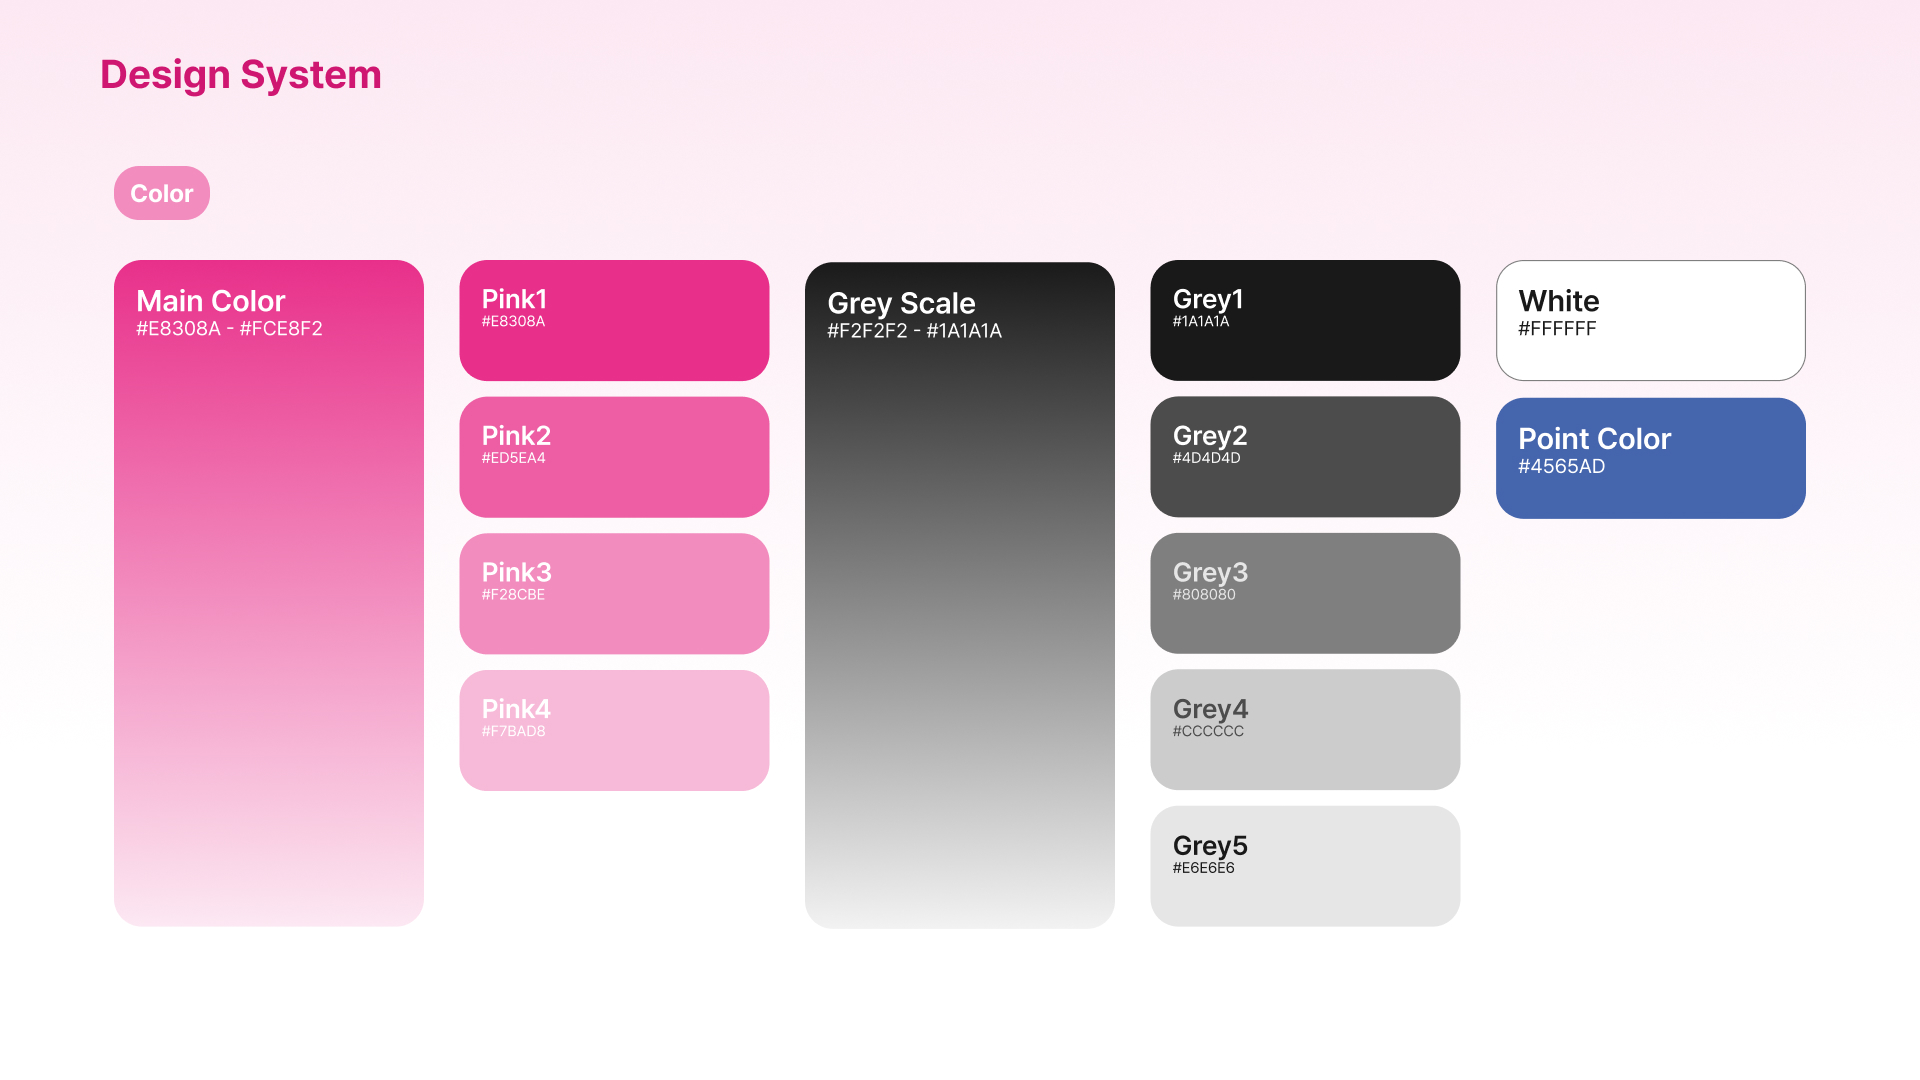 Design System
Color
Main Color
#E8308A - #FCE8F2
Pink1
#E8308A
Pink2
#ED5EA4
Pink3
#F28CBE
Pink4
#F7BAD8
Grey Scale
#F2F2F2 - #1A1A1A
Grey1
#1A1A1A
Grey2
#4D4D4D
Grey3
#808080
Grey4
#CCCCCC
Grey5
#E6E6E6
White
#FFFFFF
Point Color
#4565AD